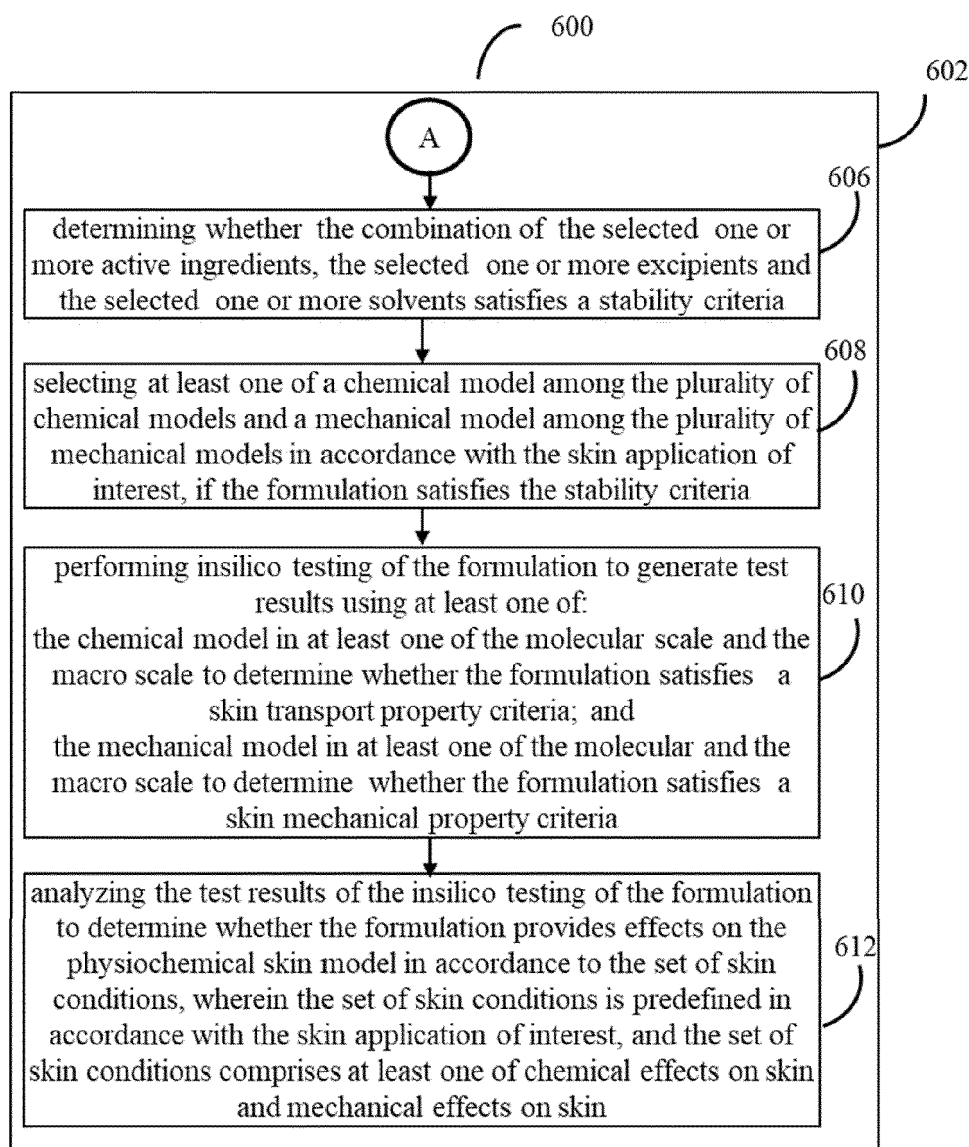 600
602
A
606
determining whether the combination of the selected one or
more active ingredients, the selected one or more excipients and
the selected one or more solvents satisfies a stability criteria
608
selecting at least one of a chemical model among the plurality of
chemical models and a mechanical model among the plurality of
mechanical models in accordance with the skin application of
interest, if the formulation satisfies the stability criteria
610
performing insilico testing of the formulation to generate test
results using at least one of:
the chemical model in at least one of the molecular scale and the
macro scale to determine whether the formulation satisfies a
skin transport property criteria; and
the mechanical model in at least one of the molecular and the
macro scale to determine whether the formulation satisfies a
skin mechanical property criteria
612
analyzing the test results of the insilico testing of the formulation
to determine whether the formulation provides effects on the
physiochemical skin model in accordance to the set of skin
conditions, wherein the set of skin conditions is predefined in
accordance with the skin application of interest, and the set of
skin conditions comprises at least one of chemical effects on skin
and mechanical effects on skin